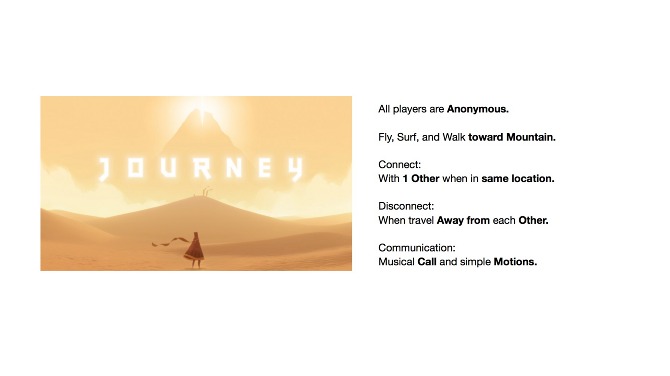 JOURNEY
All players are Anonymous.
Fly, Surf, and Walk toward Mountain.
Connect:
With 1 Other when in same location.
Disconnect:
When travel Away from each Other.
Communication:
Musical Call and simple Motions.